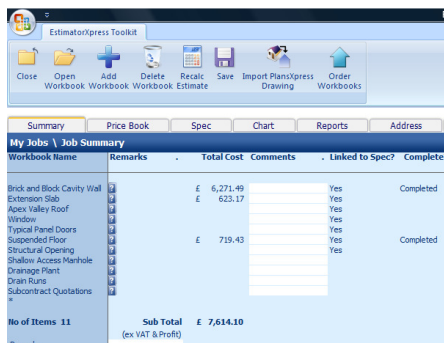 EstimatorXpress Toolkit
Close Open Workbook Add Workbook Delete Workbook Recalc Estimate Save Import PlansXpress Drawing Order Workbooks
Summary Price Book Spec Chart Reports Address
My Jobs \ Job Summary
Workbook Name Remarks . Total Cost Comments . Linked to Spec? Complete
Brick and Block Cavity Wall ? £ 6,271.49 Yes Completed
Extension Slab ? £ 623.17 Yes
Apex Valley Roof ? Yes
Window ? Yes
Typical Panel Doors ? Yes
Suspended Floor ? £ 719.43 Yes Completed
Structural Opening ? Yes
Shallow Access Manhole ?
Drainage Plant ?
Drain Runs ?
Subcontract Quotations ?
*
No of Items 11 Sub Total £ 7,614.10
(ex VAT & Profit)